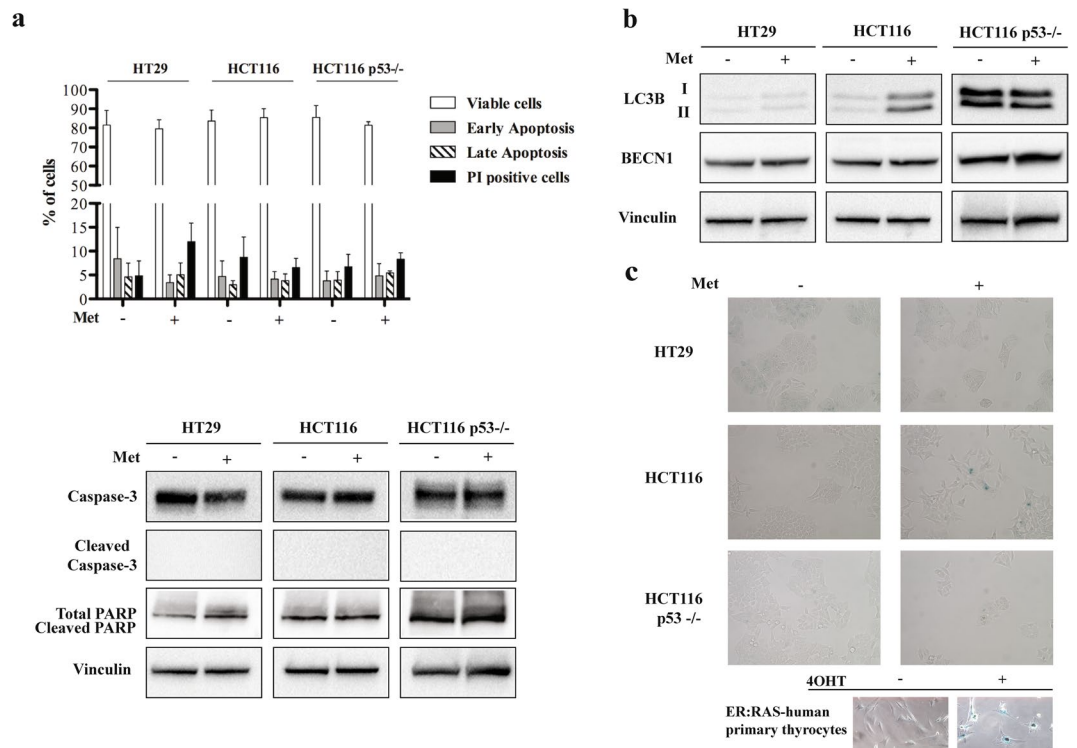 a
HT29 HCT116 HCT116 p53-/-
100
90
80
70
60
50
20
15
10
5
0
% of cells
Viable cells
Early Apoptosis
Late Apoptosis
PI positive cells
Met - + - + - +
HT29 HCT116 HCT116 p53-/-
Met - + - + - +
Caspase-3
Cleaved
Caspase-3
Total PARP
Cleaved PARP
Vinculin
b
HT29 HCT116 HCT116 p53-/-
Met - + - + - +
LC3B I
II
BECN1
Vinculin
c
Met - +
HT29
HCT116
HCT116
p53 -/-
4OHT - +
ER:RAS-human
primary thyrocytes